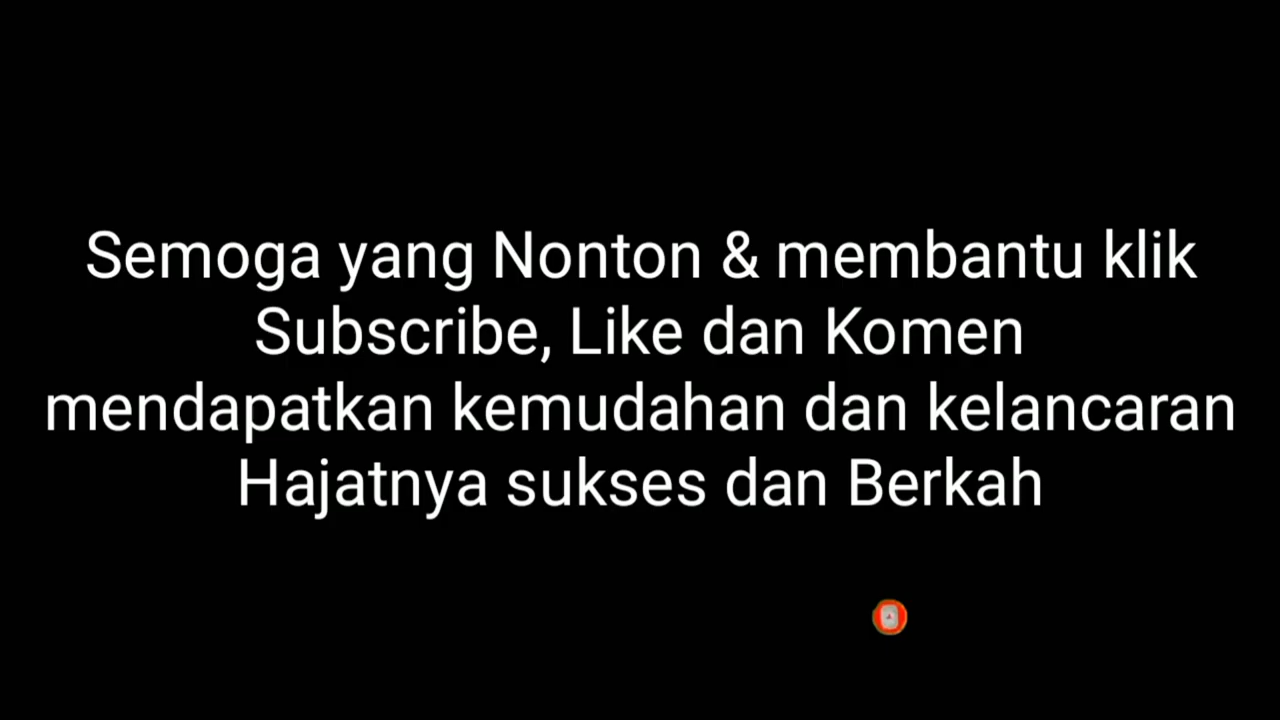 Semoga yang Nonton & membantu klik
Subscribe, Like dan Komen
mendapatkan kemudahan dan kelancaran
Hajatnya sukses dan Berkah